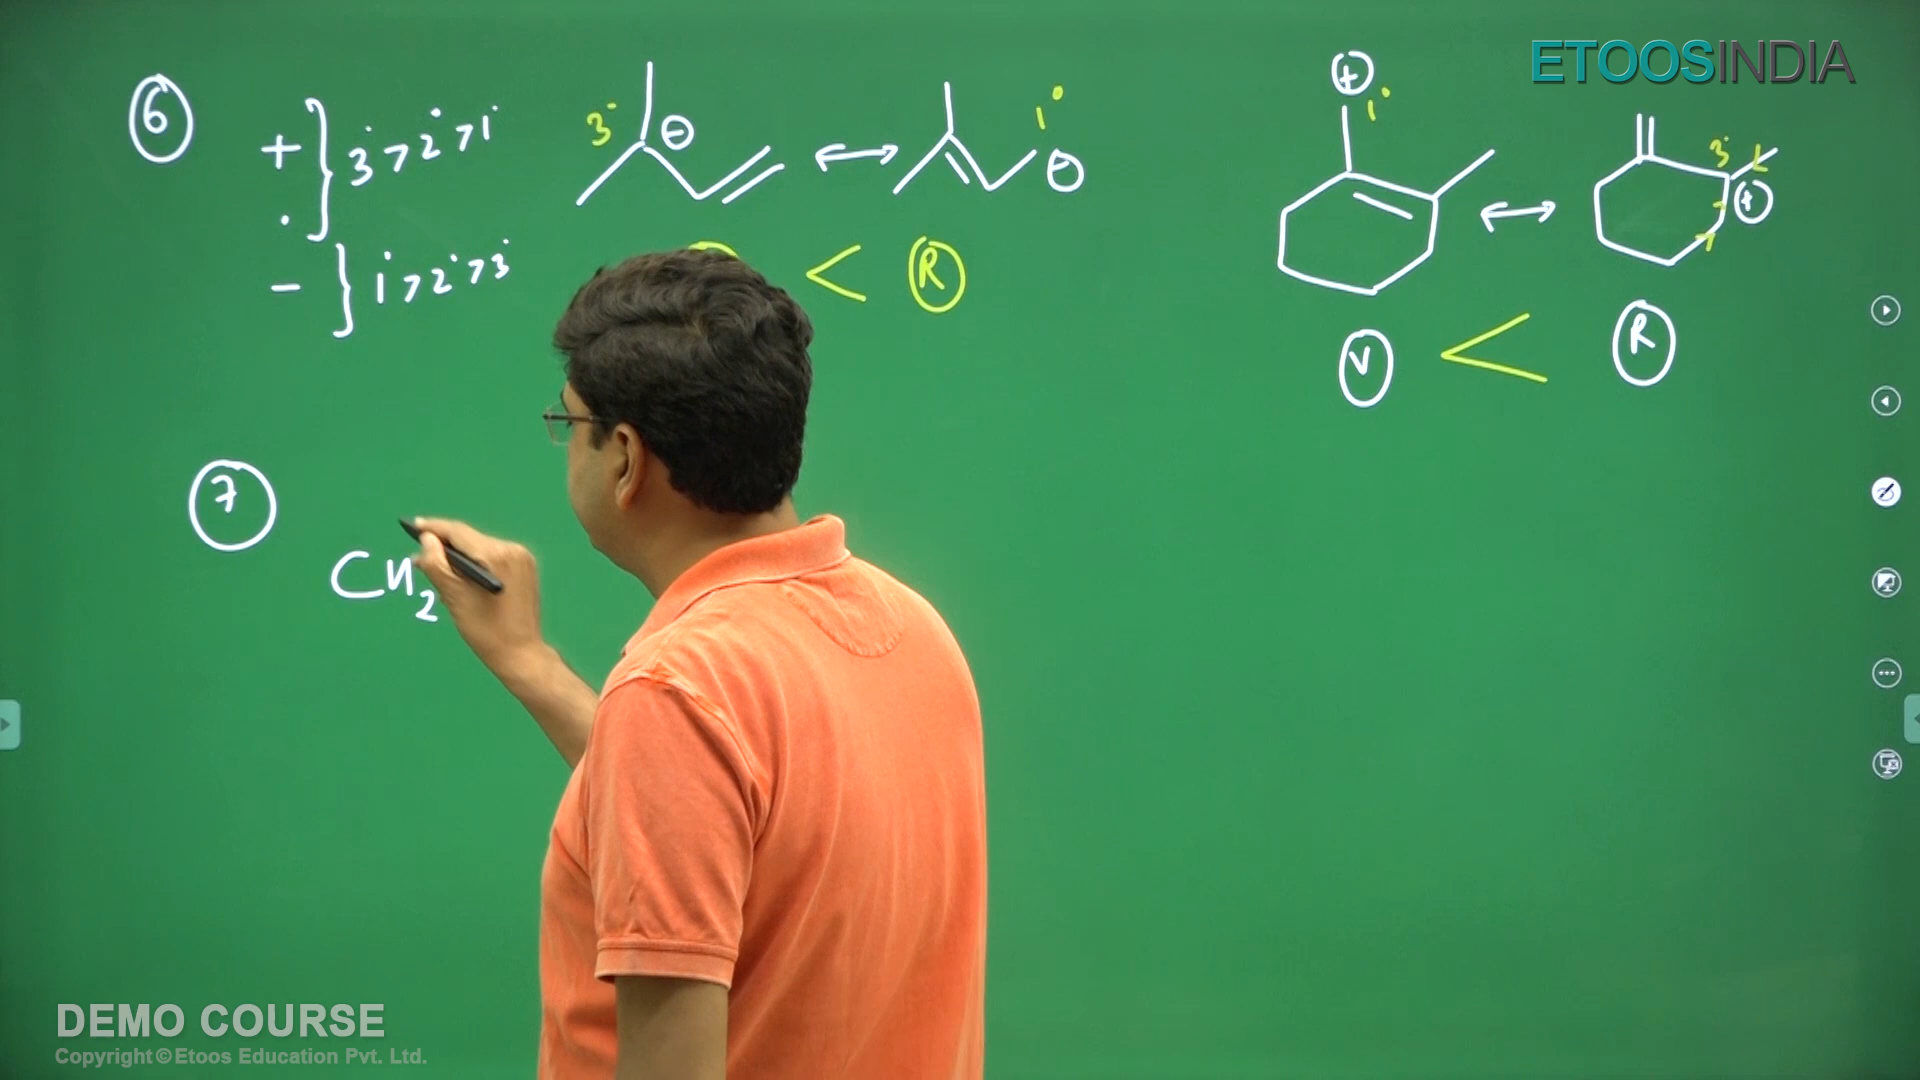 ETOOSINDIA
6
+
·
} 3° > 2° > 1°
-
} 1° > 2° > 3°
3°
⊖
↔
1°
⊖
<
R
⊕
1°
↔
3°
⊕
V
<
R
7
CH2
DEMO COURSE
Copyright © Etoos Education Pvt. Ltd.